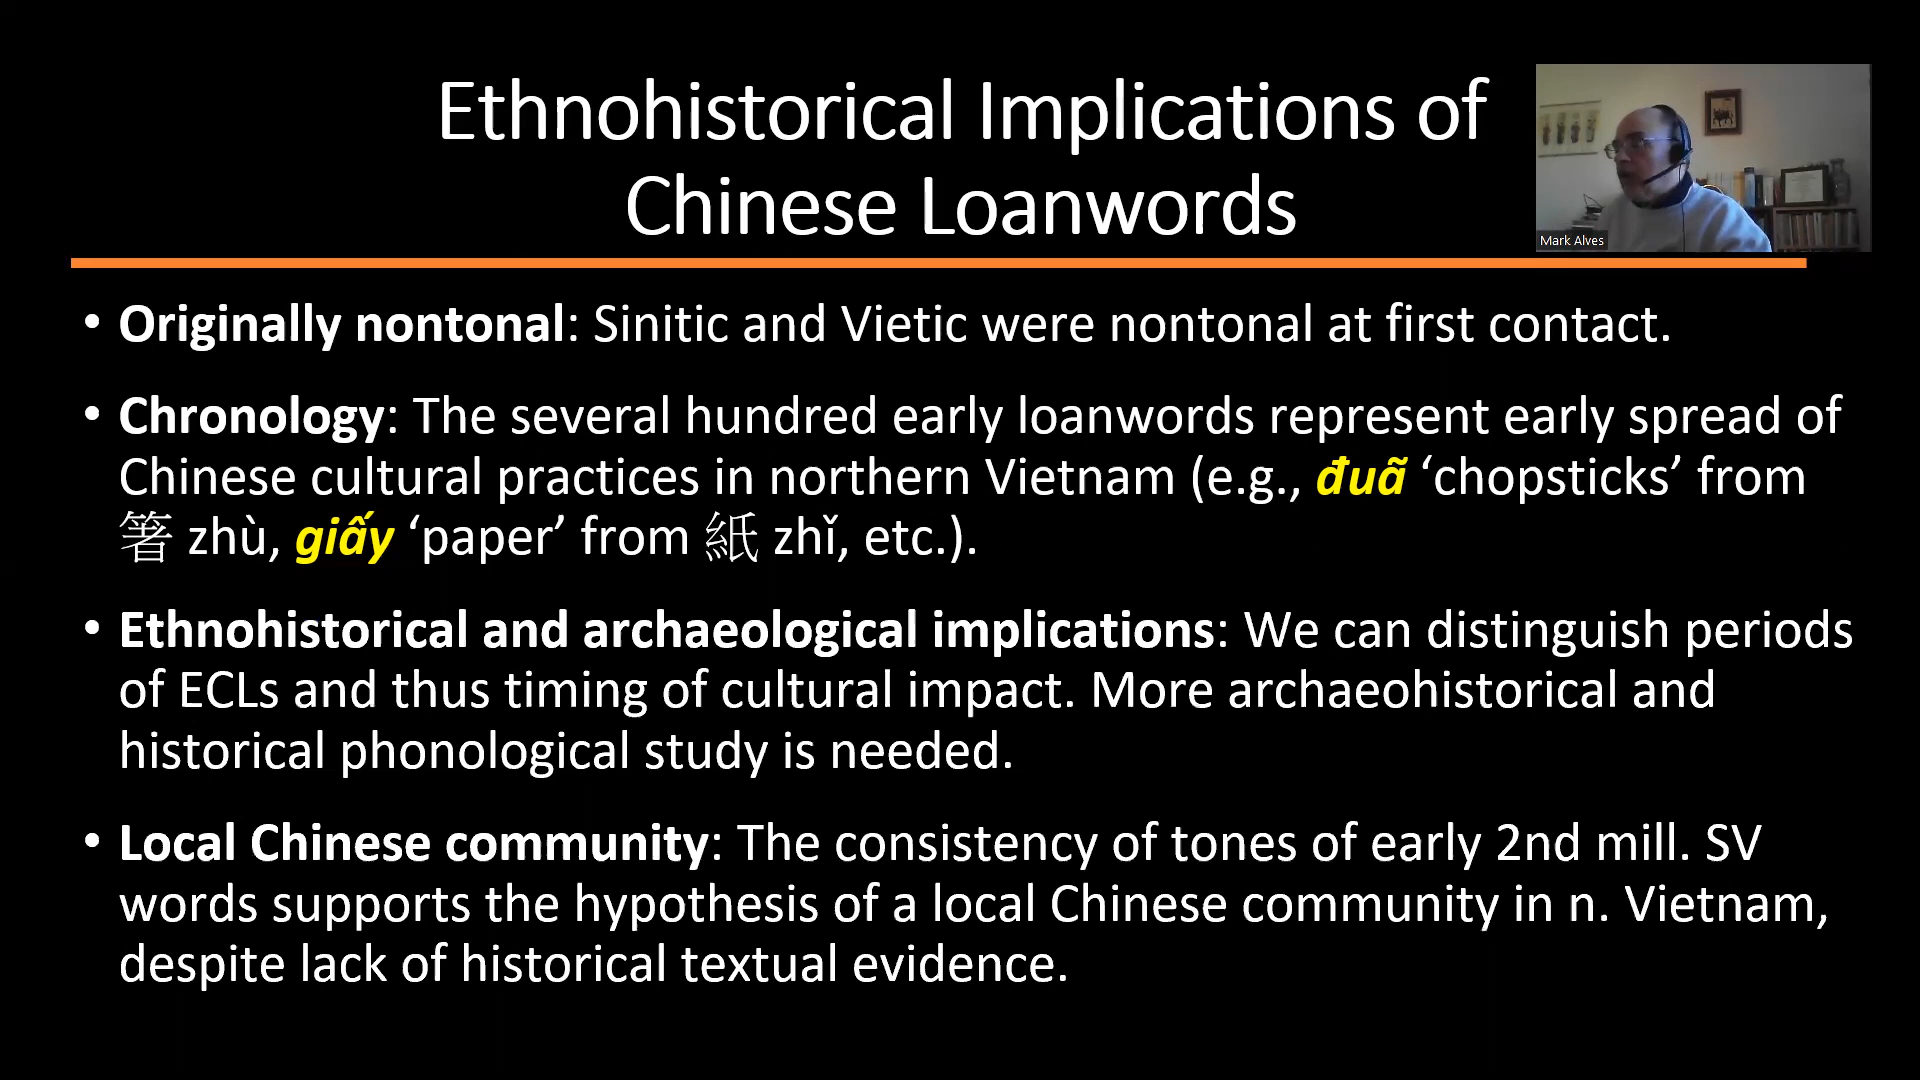 Ethnohistorical Implications of
Chinese Loanwords
Mark Alves
• Originally nontonal: Sinitic and Vietic were nontonal at first contact.
• Chronology: The several hundred early loanwords represent early spread of
Chinese cultural practices in northern Vietnam (e.g., đuã ‘chopsticks’ from
箸 zhù, giấy ‘paper’ from 紙 zhǐ, etc.).
• Ethnohistorical and archaeological implications: We can distinguish periods
of ECLs and thus timing of cultural impact. More archaeohistorical and
historical phonological study is needed.
• Local Chinese community: The consistency of tones of early 2nd mill. SV
words supports the hypothesis of a local Chinese community in n. Vietnam,
despite lack of historical textual evidence.